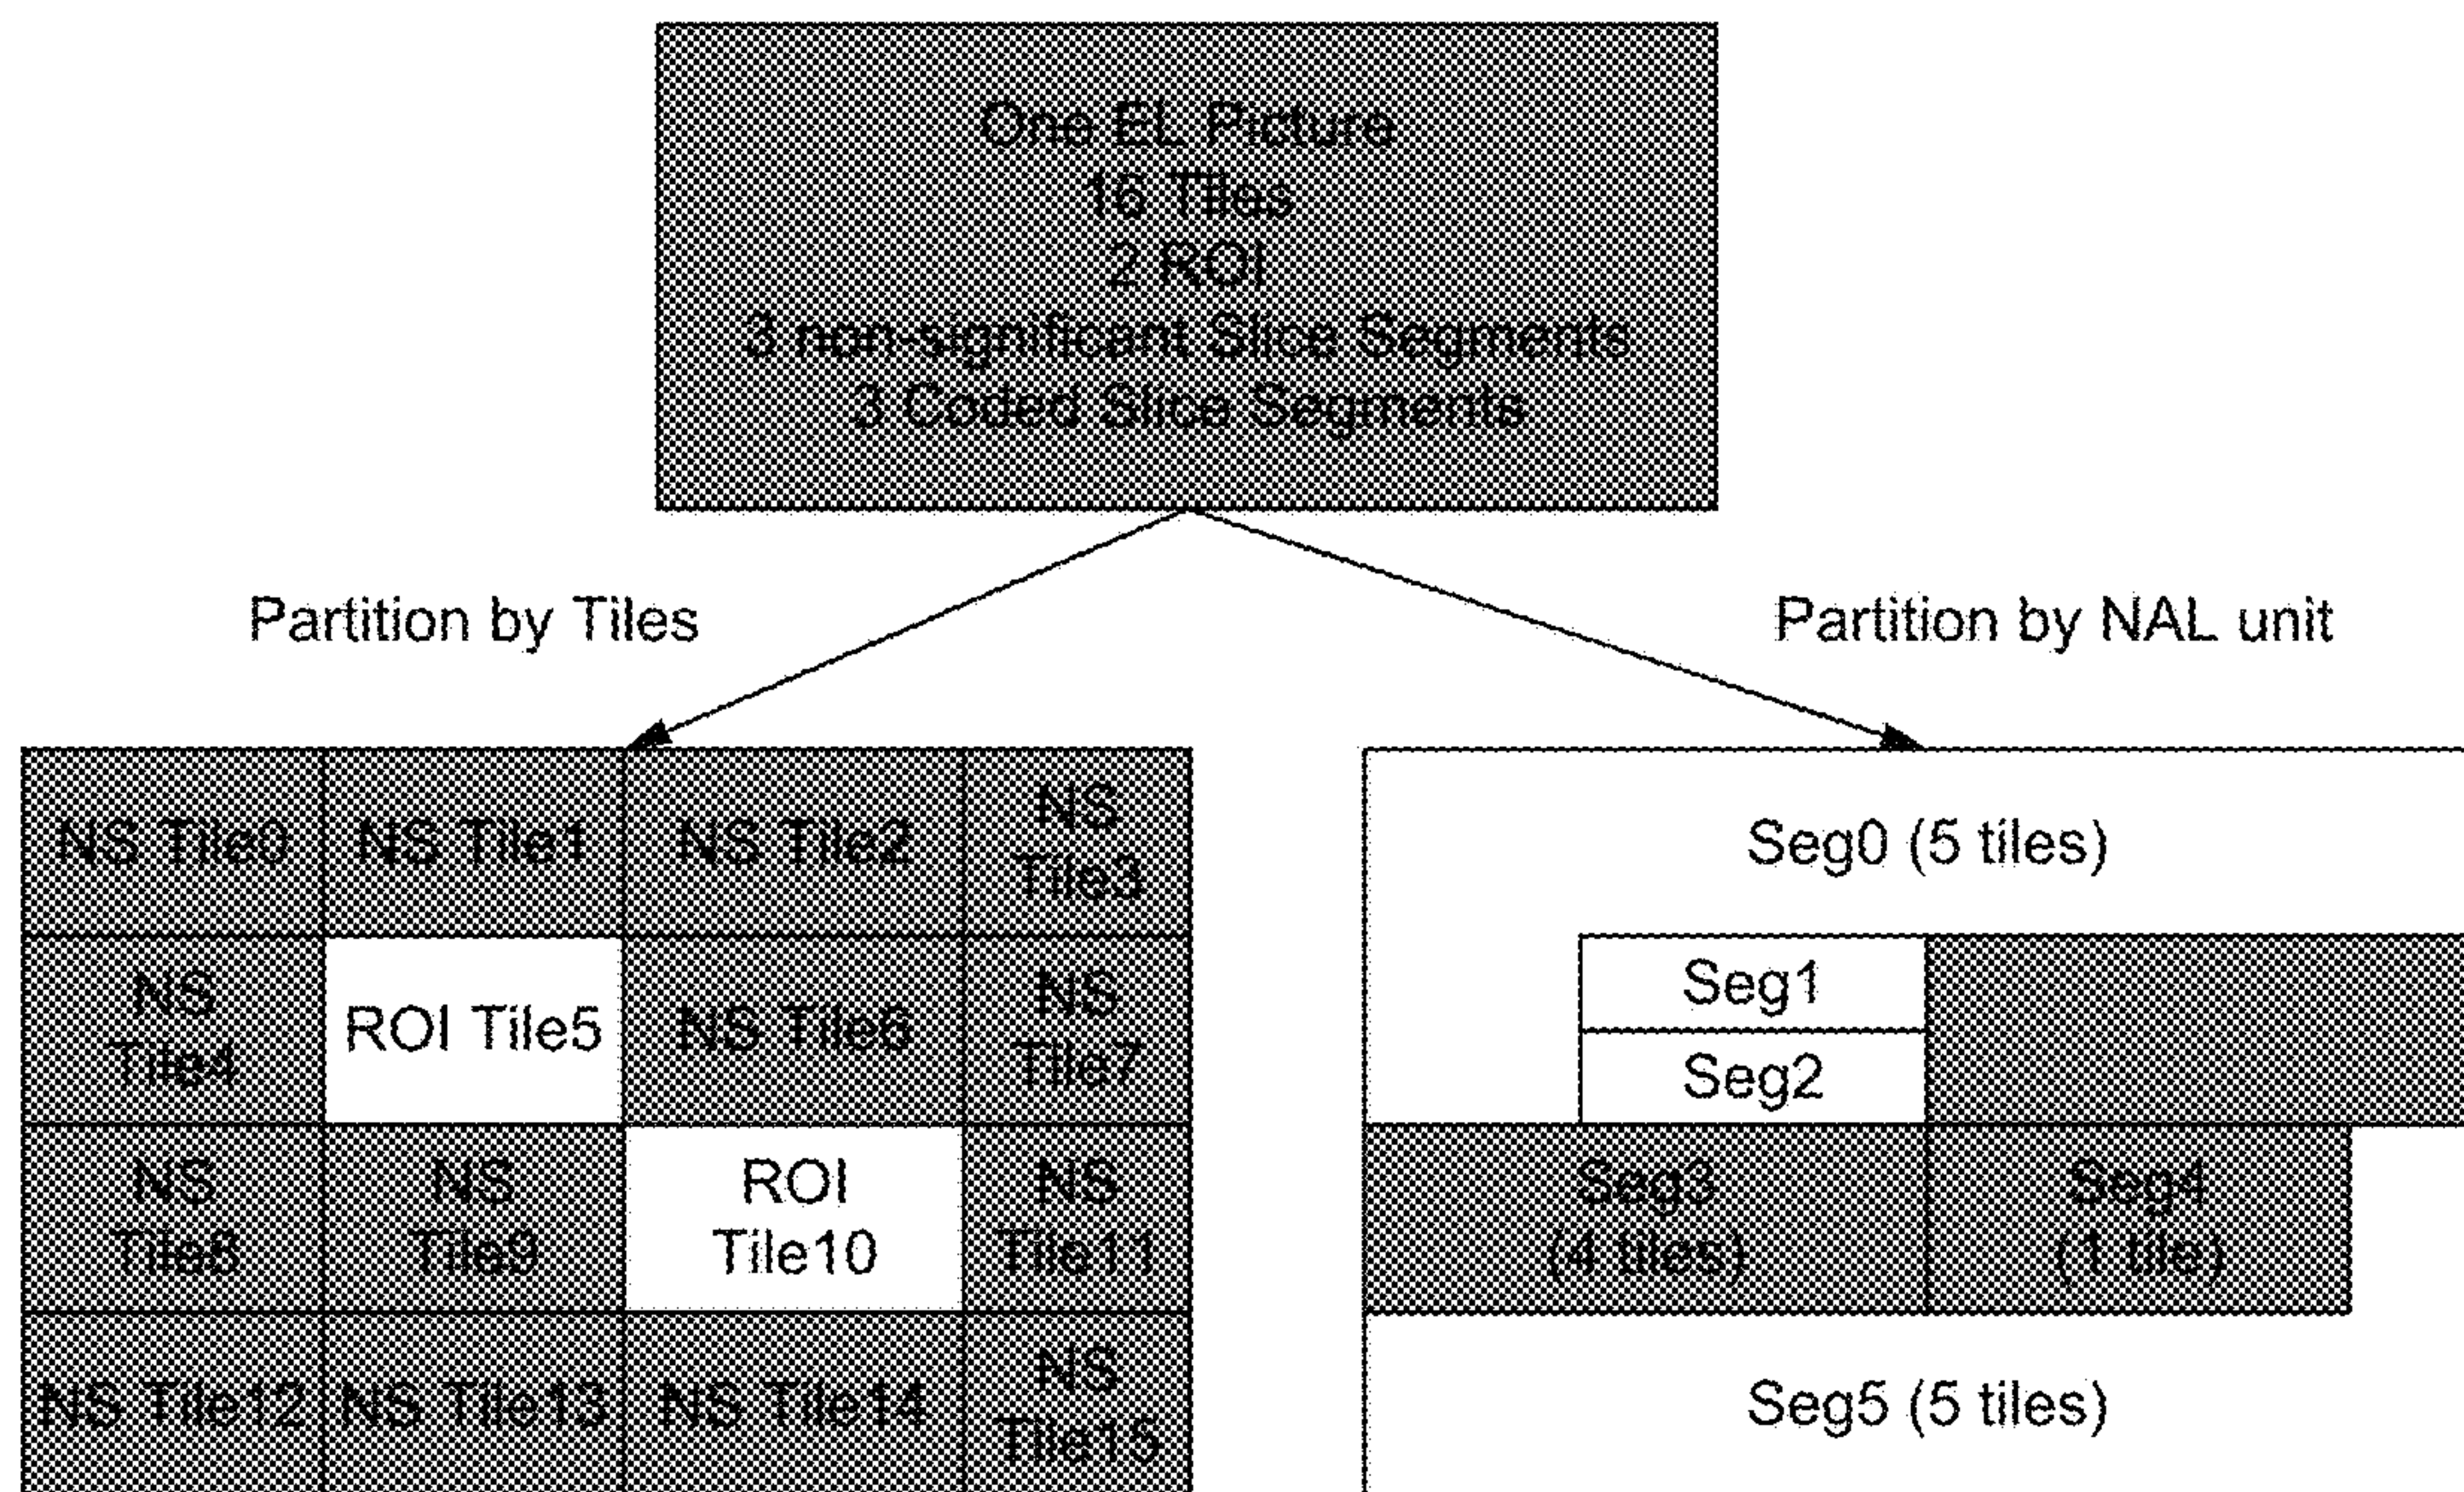 One EL Picture
16 Tiles
2 ROI
3 non-significant Slice Segments
3 Coded Slice Segments
Partition by Tiles
Partition by NAL unit
NS Tile0
NS Tile1
NS Tile2
NS
Tile3
NS
Tile4
ROI Tile5
NS Tile6
NS
Tile7
NS
Tile8
NS
Tile9
ROI
Tile10
NS
Tile11
NS Tile12
NS Tile13
NS Tile14
NS
Tile15
Seg0 (5 tiles)
Seg1
Seg2
Seg3
(4 tiles)
Seg4
(1 tile)
Seg5 (5 tiles)